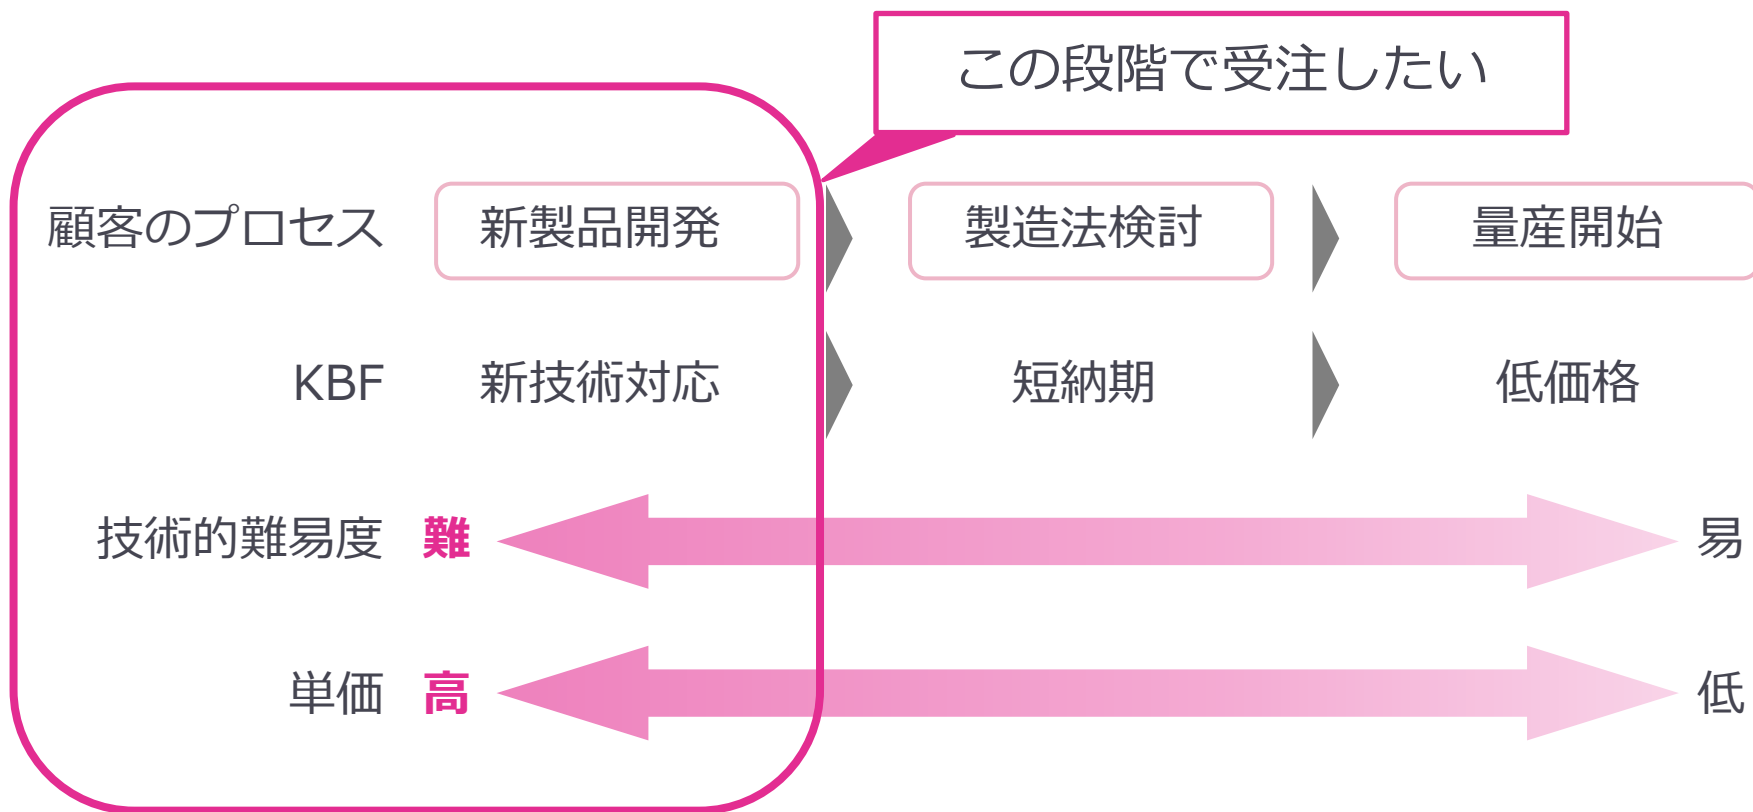 この段階で受注したい
顧客のプロセス 新製品開発 製造法検討 量産開始
KBF 新技術対応 短納期 低価格
技術的難易度 難 易
単価 高 低